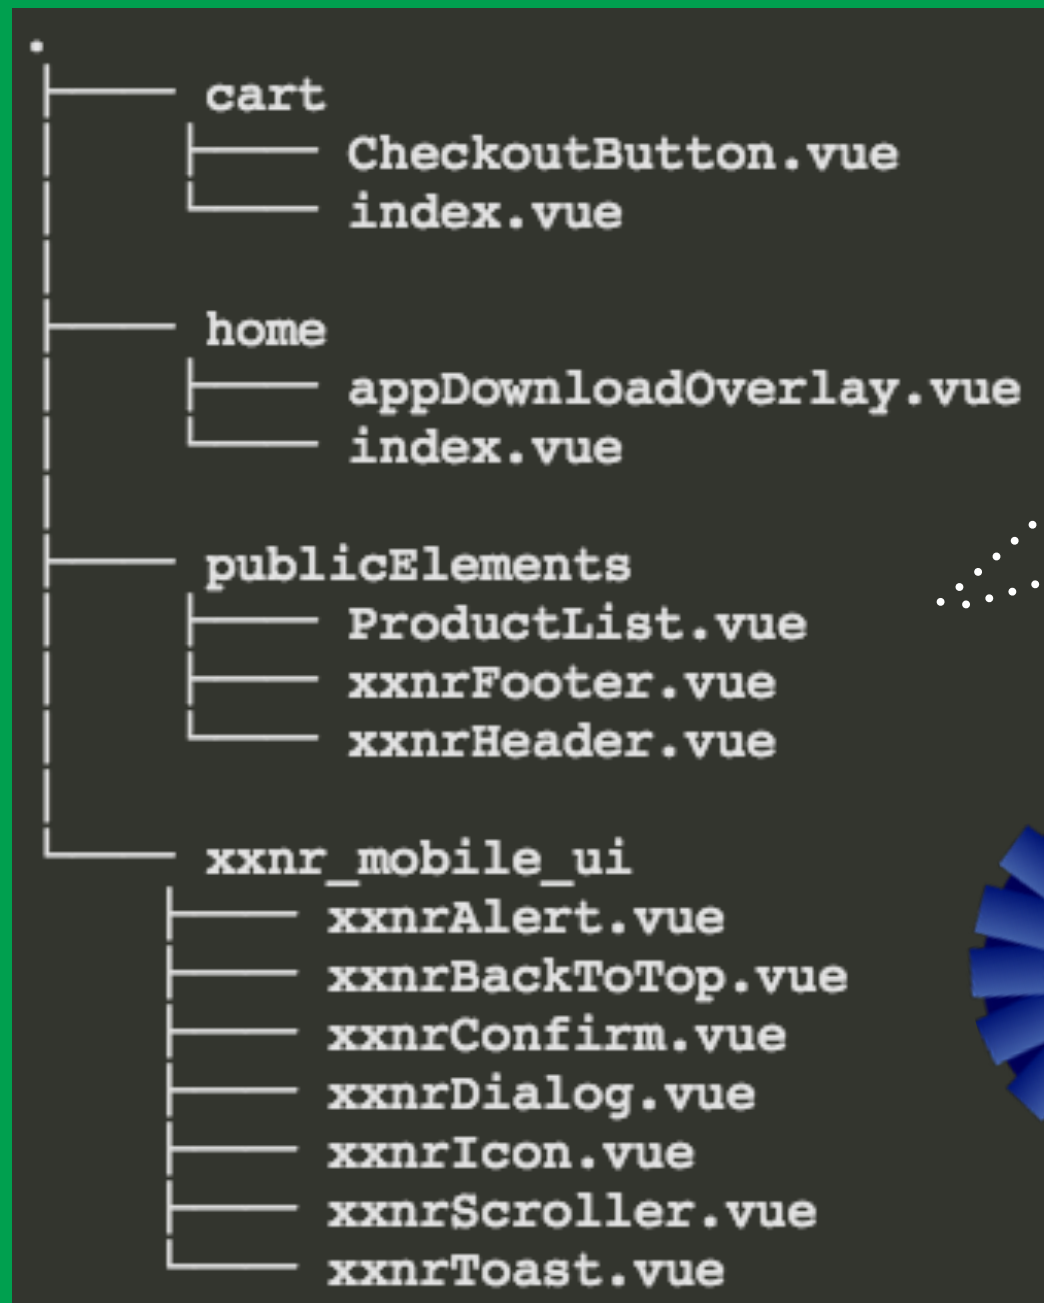 .
├── cart
│   ├── CheckoutButton.vue
│   └── index.vue
│
├── home
│   ├── appDownloadOverlay.vue
│   └── index.vue
│
├── publicElements
│   ├── ProductList.vue
│   ├── xxnrFooter.vue
│   └── xxnrHeader.vue
│
└── xxnr_mobile_ui
    ├── xxnrAlert.vue
    ├── xxnrBackToTop.vue
    ├── xxnrConfirm.vue
    ├── xxnrDialog.vue
    ├── xxnrIcon.vue
    ├── xxnrScroller.vue
    └── xxnrToast.vue